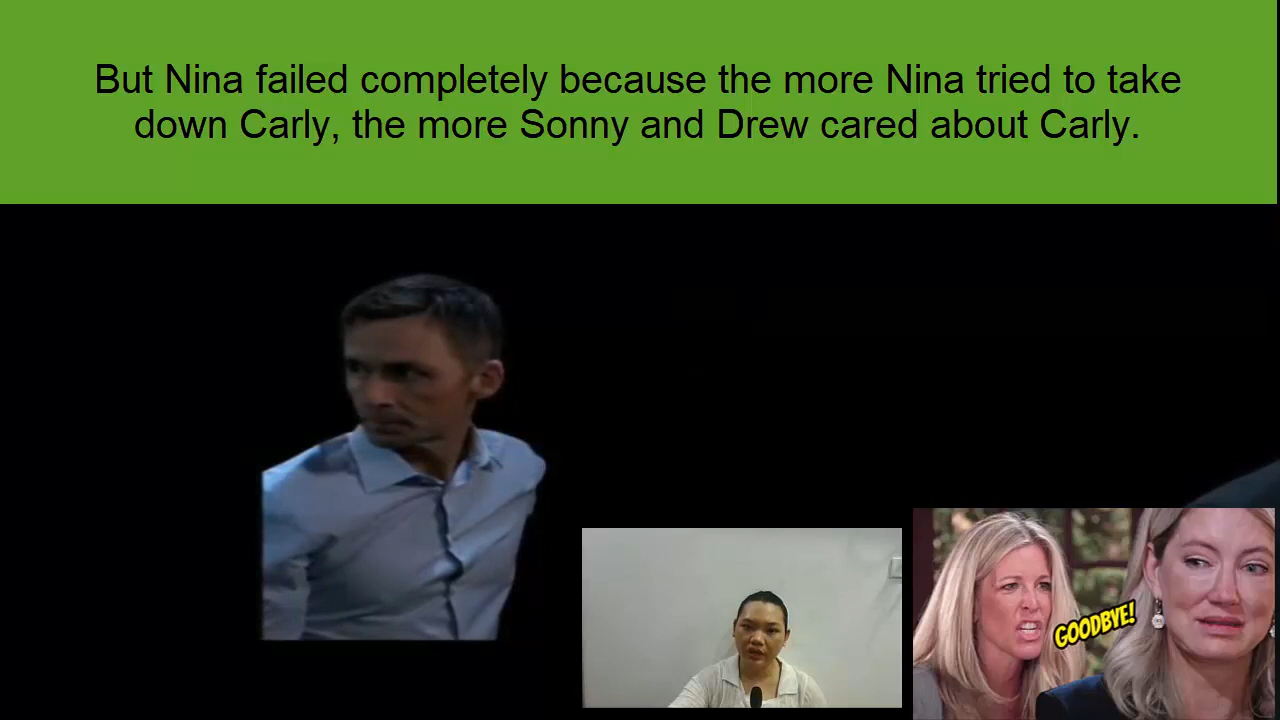 But Nina failed completely because the more Nina tried to take
down Carly, the more Sonny and Drew cared about Carly.
GOODBYE!